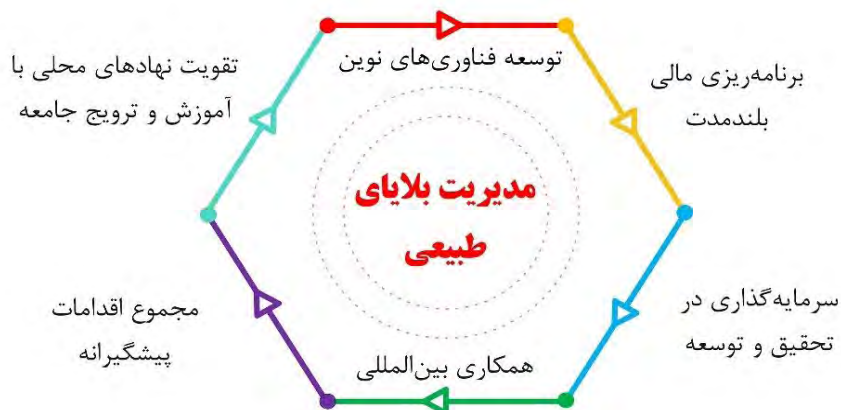 توسعه فناوری‌های نوین
برنامه‌ریزی مالی
بلندمدت
سرمایه‌گذاری در
تحقیق و توسعه
همکاری بین‌المللی
مجموع اقدامات
پیشگیرانه
تقویت نهادهای محلی با
آموزش و ترویج جامعه
مدیریت بلایای
طبیعی